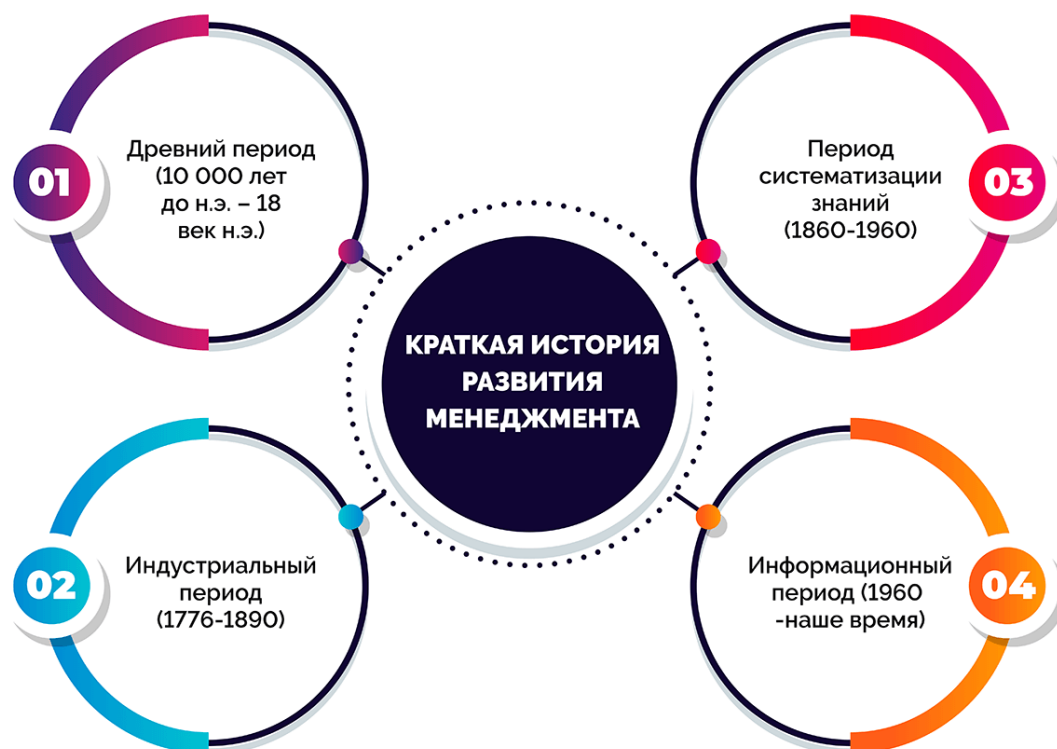 01
Древний период
(10 000 лет
до н.э. – 18
век н.э.)
02
Индустриальный
период
(1776-1890)
КРАТКАЯ ИСТОРИЯ
РАЗВИТИЯ
МЕНЕДЖМЕНТА
03
Период
систематизации
знаний
(1860-1960)
04
Информационный
период (1960
-наше время)